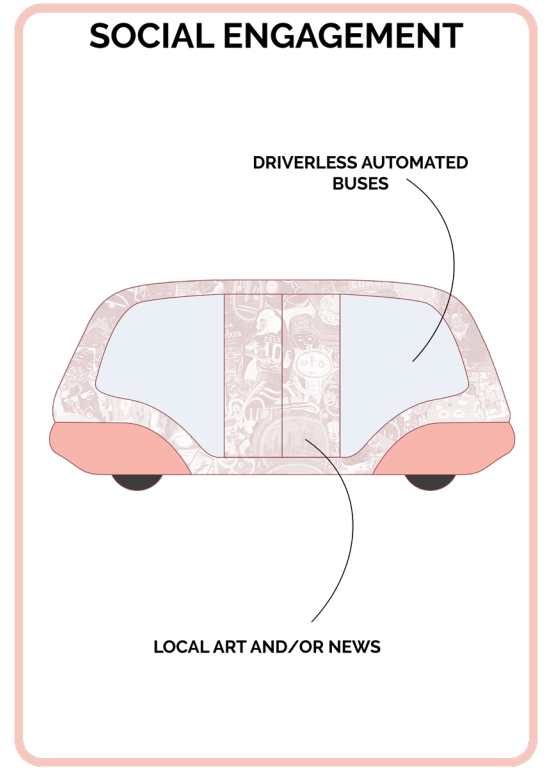 SOCIAL ENGAGEMENT
DRIVERLESS AUTOMATED
BUSES
LOCAL ART AND/OR NEWS